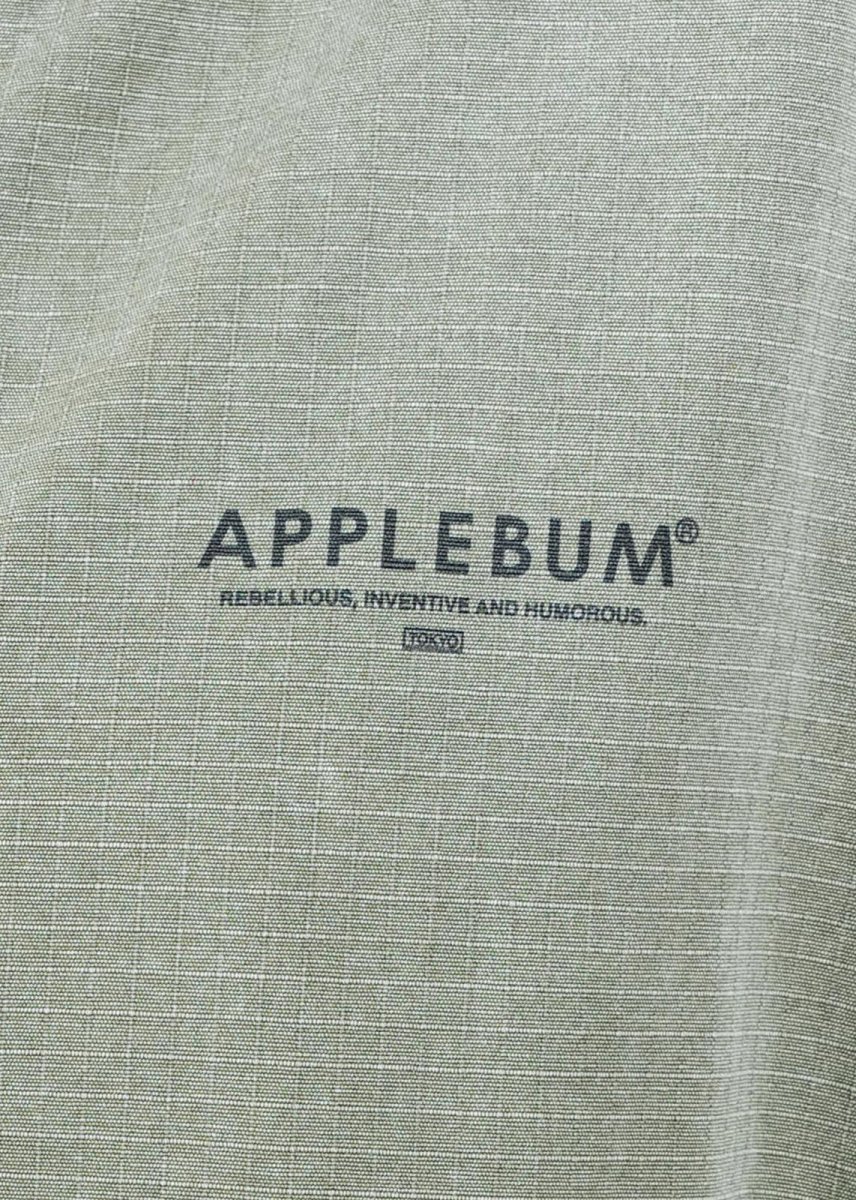 APPLEBUM®
REBELLIOUS, INVENTIVE AND HUMOROUS.
TOKYO